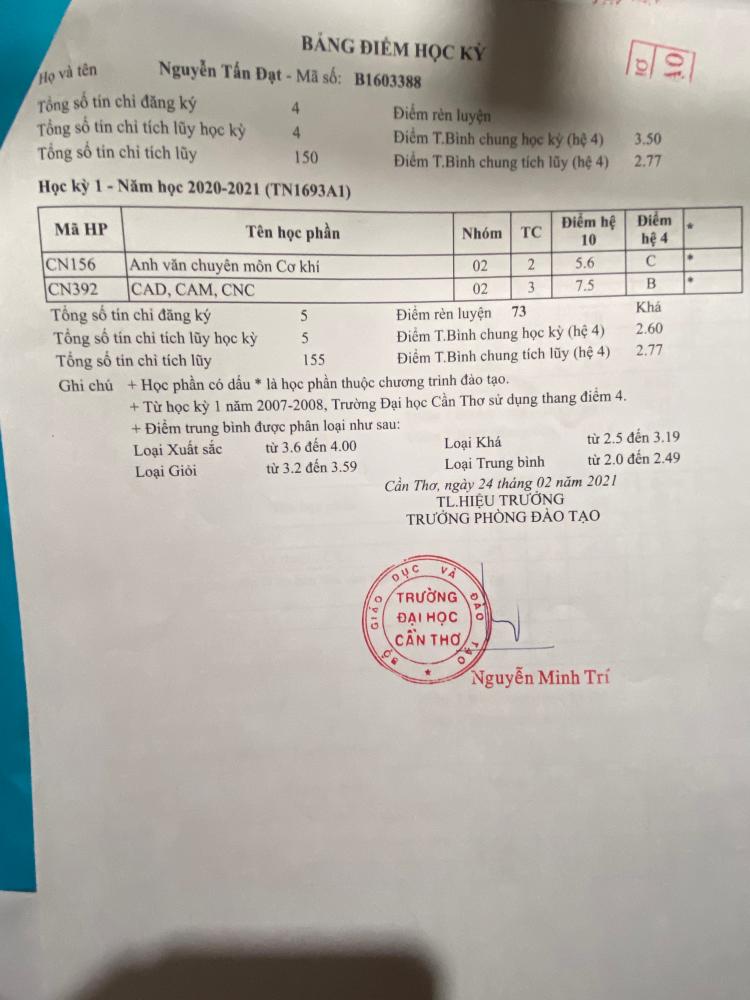 BẢNG ĐIỂM HỌC KỲ
Họ và tên Nguyễn Tấn Đạt - Mã số: B1603388
Tổng số tín chỉ đăng ký 4 Điểm rèn luyện
Tổng số tín chỉ tích lũy học kỳ 4 Điểm T.Bình chung học kỳ (hệ 4) 3.50
Tổng số tín chỉ tích lũy 150 Điểm T.Bình chung tích lũy (hệ 4) 2.77
Học kỳ 1 - Năm học 2020-2021 (TN1693A1)
Mã HP Tên học phần Nhóm TC Điểm hệ 10 Điểm hệ 4 *
CN156 Anh văn chuyên môn Cơ khí 02 2 5.6 C *
CN392 CAD, CAM, CNC 02 3 7.5 B *
Tổng số tín chỉ đăng ký 5 Điểm rèn luyện 73 Khá
Tổng số tín chỉ tích lũy học kỳ 5 Điểm T.Bình chung học kỳ (hệ 4) 2.60
Tổng số tín chỉ tích lũy 155 Điểm T.Bình chung tích lũy (hệ 4) 2.77
Ghi chú + Học phần có dấu * là học phần thuộc chương trình đào tạo.
+ Từ học kỳ 1 năm 2007-2008, Trường Đại học Cần Thơ sử dụng thang điểm 4.
+ Điểm trung bình được phân loại như sau:
Loại Xuất sắc từ 3.6 đến 4.00 Loại Khá từ 2.5 đến 3.19
Loại Giỏi từ 3.2 đến 3.59 Loại Trung bình từ 2.0 đến 2.49
Cần Thơ, ngày 24 tháng 02 năm 2021
TL.HIỆU TRƯỞNG
TRƯỞNG PHÒNG ĐÀO TẠO
BỘ GIÁO DỤC VÀ ĐÀO TẠO
TRƯỜNG
ĐẠI HỌC
CẦN THƠ
Nguyễn Minh Trí